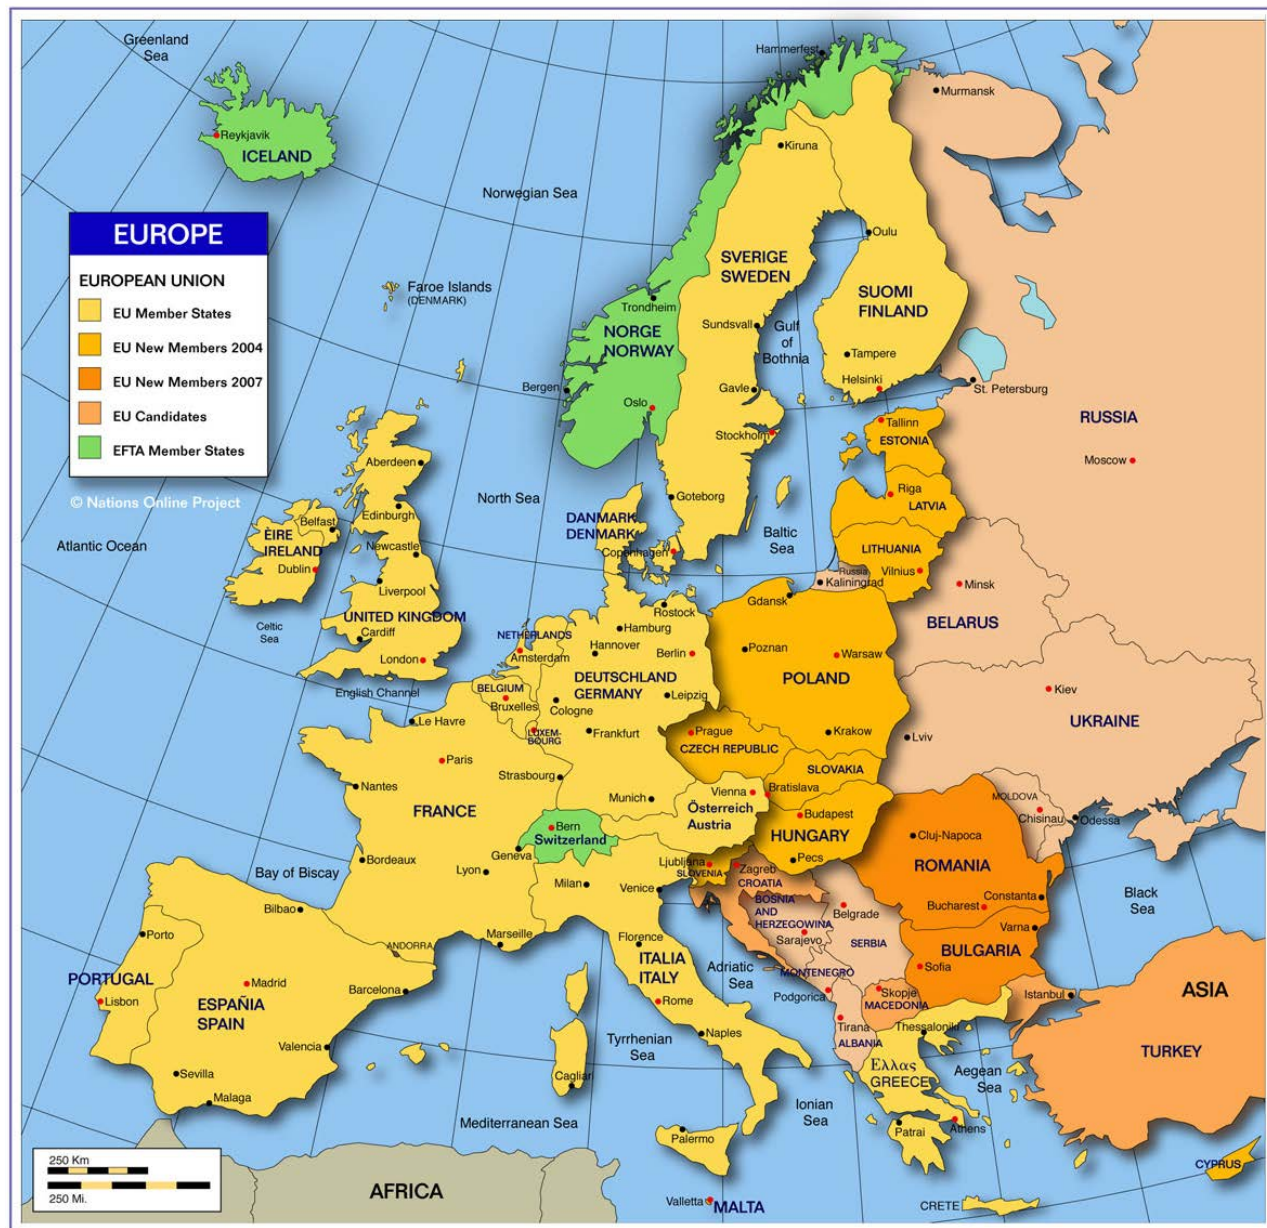 Greenland
Sea
Hammerfest
Murmansk
Reykjavik
ICELAND
Kiruna
Norwegian Sea
EUROPE
EUROPEAN UNION
EU Member States
EU New Members 2004
EU New Members 2007
EU Candidates
EFTA Member States
© Nations Online Project
Oulu
SVERIGE
SWEDEN
SUOMI
FINLAND
Faroe Islands
(DENMARK)
Trondheim
NORGE
NORWAY
Sundsvall
Gulf
of
Bothnia
Tampere
Helsinki
Bergen
Gavle
St. Petersburg
Oslo
Stockholm
Tallinn
ESTONIA
RUSSIA
Moscow
Aberdeen
North Sea
Goteborg
Riga
LATVIA
Edinburgh
Belfast
DANMARK
DENMARK
Copenhagen
Baltic
Sea
LITHUANIA
Vilnius
Atlantic Ocean
ÈIRE
IRELAND
Dublin
Newcastle
Liverpool
Russia
Kaliningrad
Minsk
BELARUS
UNITED KINGDOM
Celtic
Sea
Cardiff
London
English Channel
Gdansk
Rostock
Hamburg
NETHERLANDS
Amsterdam
Hannover
Berlin
Poznan
Warsaw
POLAND
DEUTSCHLAND
GERMANY
Leipzig
BELGIUM
Bruxelles
Cologne
Kiev
UKRAINE
Le Havre
LUXEM-
BOURG
Frankfurt
Prague
CZECH REPUBLIC
Krakow
Lviv
Paris
Strasbourg
SLOVAKIA
Nantes
Munich
Vienna
Bratislava
Österreich
Austria
Budapest
HUNGARY
MOLDOVA
Chisinau
Odessa
FRANCE
Bern
Switzerland
Geneva
Cluj-Napoca
Bordeaux
Lyon
Ljubljena
SLOVENIA
Zagreb
CROATIA
Pecs
ROMANIA
Bay of Biscay
Milan
Venice
BOSNIA
AND
HERZEGOWINA
Sarajevo
Belgrade
SERBIA
Constanta
Bucharest
Black
Sea
Bilbao
Varna
Porto
ANDORRA
Marseille
Florence
ITALIA
ITALY
Adriatic
Sea
MONTENEGRO
Podgorica
BULGARIA
Sofia
PORTUGAL
Lisbon
Madrid
ESPAÑIA
SPAIN
Barcelona
Rome
Skopje
MACEDONIA
Istanbul
ASIA
Tirana
ALBANIA
Thessaloniki
Valencia
Naples
Tyrrhenian
Sea
TURKEY
Ελλας
GREECE
Aegean
Sea
Sevilla
Malaga
Cagliari
Mediterranean Sea
Ionian
Sea
Palermo
Patrai
Athens
250 Km
250 Mi.
AFRICA
CYPRUS
Valletta
MALTA
CRETE